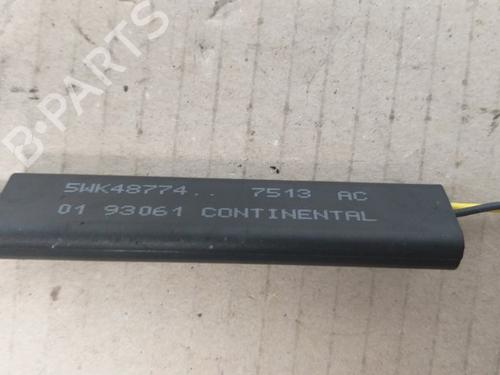 B-PARTS
5WK48774.. 7513 AC
01 93061 CONTINENTAL